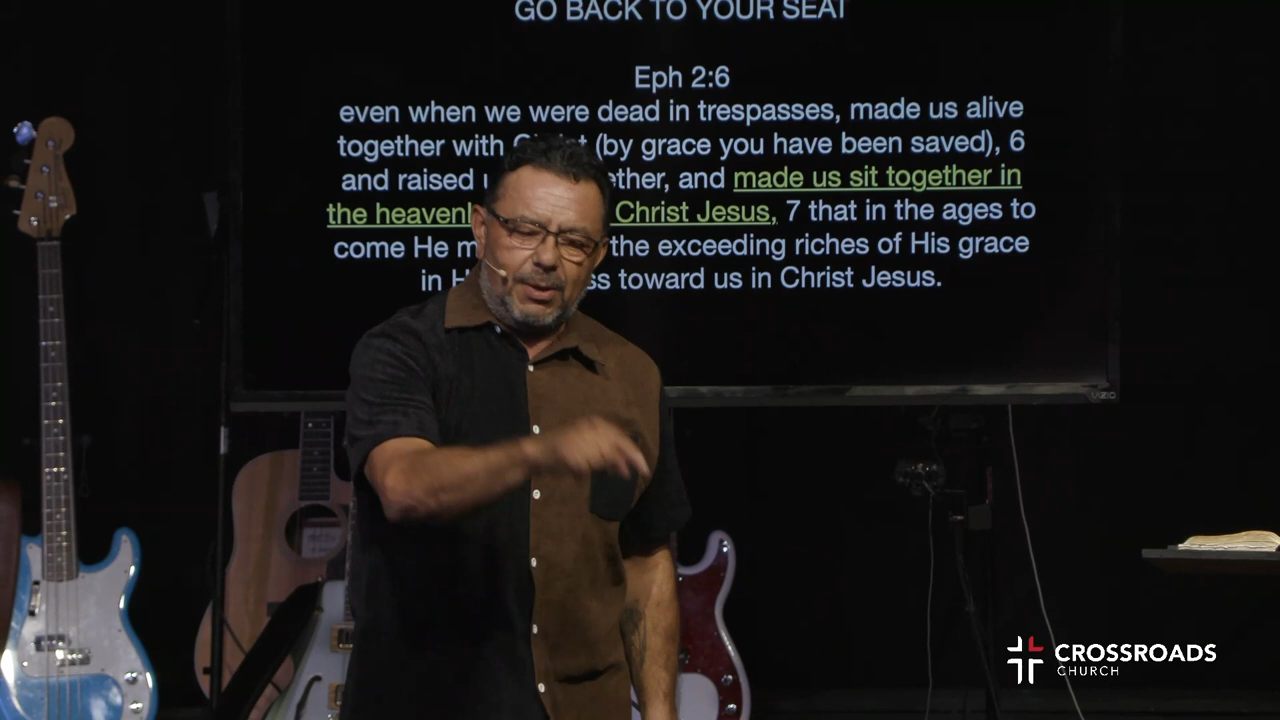 GO BACK TO YOUR SEAT
Eph 2:6
even when we were dead in trespasses, made us alive
together with (by grace you have been saved), 6
and raised ether, and made us sit together in
the heavenl Christ Jesus, 7 that in the ages to
come He m the exceeding riches of His grace
in H ss toward us in Christ Jesus.
VIZIO
CROSSROADS
CHURCH